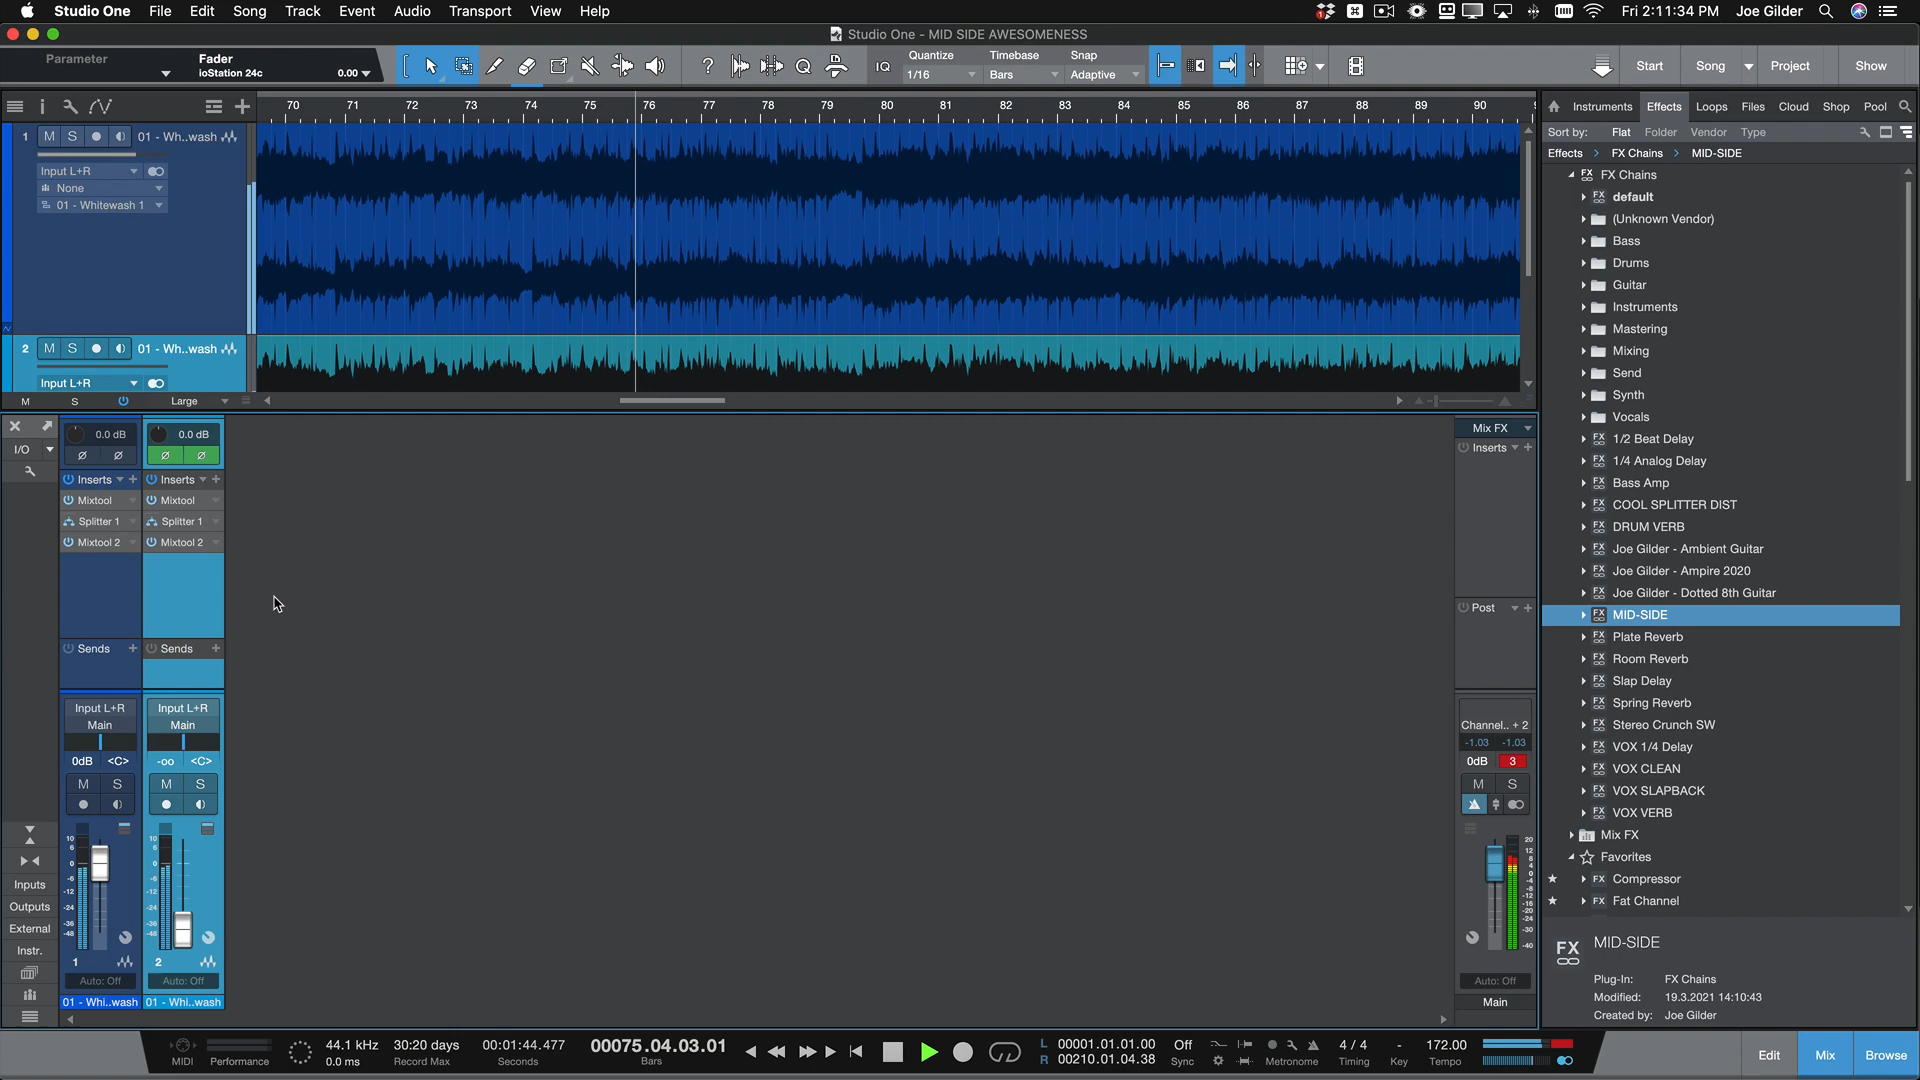 Studio One File Edit Song Track Event Audio Transport View Help Fri 2:11:34 PM Joe Gilder
Studio One - MID SIDE AWESOMENESS
Parameter Fader ioStation 24c 0.00
IQ Quantize 1/16 Timebase Bars Snap Adaptive
Start Song Project Show
70 71 72 73 74 75 76 77 78 79 80 81 82 83 84 85 86 87 88 89 90
Instruments Effects Loops Files Cloud Shop Pool
Sort by: Flat Folder Vendor Type
Effects FX Chains MID-SIDE
1 M S 01 - Wh..wash
Input L+R
None
01 - Whitewash 1
2 M S 01 - Wh..wash
Input L+R
M S Large
FX Chains
default
(Unknown Vendor)
Bass
Drums
Guitar
Instruments
Mastering
Mixing
Send
Synth
Vocals
1/2 Beat Delay
1/4 Analog Delay
Bass Amp
COOL SPLITTER DIST
DRUM VERB
Joe Gilder - Ambient Guitar
Joe Gilder - Ampire 2020
Joe Gilder - Dotted 8th Guitar
MID-SIDE
Plate Reverb
Room Reverb
Slap Delay
Spring Reverb
Stereo Crunch SW
VOX 1/4 Delay
VOX CLEAN
VOX SLAPBACK
VOX VERB
Mix FX
Favorites
Compressor
Fat Channel
FX MID-SIDE
Plug-In: FX Chains
Modified: 19.3.2021 14:10:43
Created by: Joe Gilder
I/O
0.0 dB 0.0 dB
Inserts Inserts
Mixtool Mixtool
Splitter 1 Splitter 1
Mixtool 2 Mixtool 2
Sends Sends
Input L+R Input L+R
Main Main
0dB <C> -oo <C>
M S M S
Inputs
Outputs
External
Instr.
1 2
Auto: Off Auto: Off
01 - Whi..wash 01 - Whi..wash
Mix FX
Inserts
Post
Channel.. + 2
-1.03 -1.03
0dB 3
M S
Auto: Off
Main
MIDI Performance
44.1 kHz
0.0 ms
30:20 days
Record Max
00:01:44.477
Seconds
00075.04.03.01
Bars
L 00001.01.01.00
R 00210.01.04.38
Off
Sync
Metronome
4 / 4
Timing
-
Key
172.00
Tempo
Edit Mix Browse